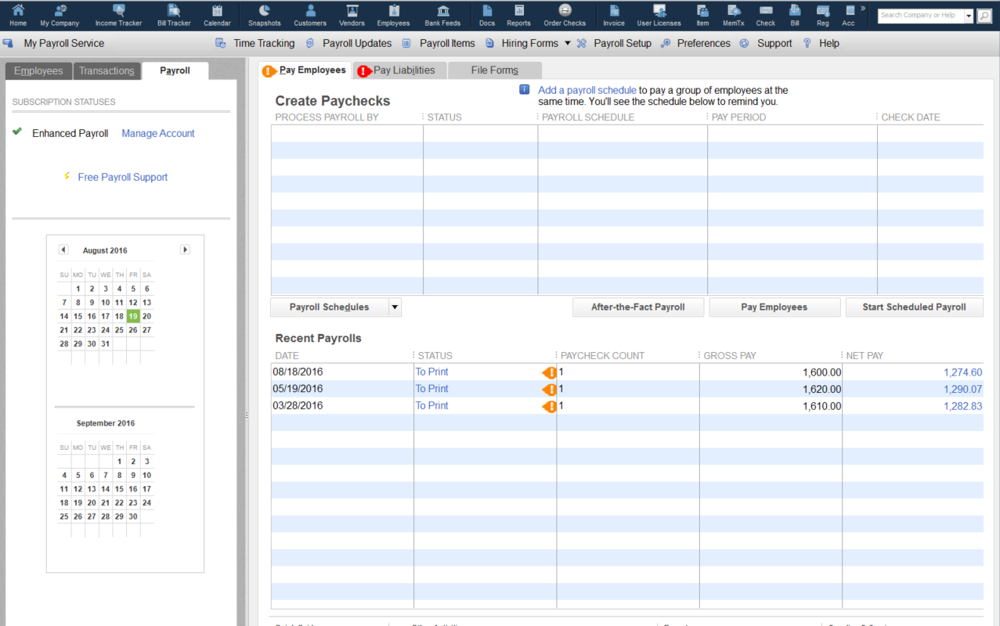 Home My Company Income Tracker Bill Tracker Calendar Snapshots Customers Vendors Employees Bank Feeds Docs Reports Order Checks Invoice User Licenses Item MemTx Check Bill Reg Acc » Search Company or Help
My Payroll Service Time Tracking Payroll Updates Payroll Items Hiring Forms Payroll Setup Preferences Support ? Help
Employees Transactions Payroll
SUBSCRIPTION STATUSES
Enhanced Payroll Manage Account
Free Payroll Support
August 2016
SU MO TU WE TH FR SA
1 2 3 4 5 6
7 8 9 10 11 12 13
14 15 16 17 18 19 20
21 22 23 24 25 26 27
28 29 30 31
September 2016
SU MO TU WE TH FR SA
1 2 3
4 5 6 7 8 9 10
11 12 13 14 15 16 17
18 19 20 21 22 23 24
25 26 27 28 29 30
! Pay Employees ! Pay Liabilities File Forms
Create Paychecks
i Add a payroll schedule to pay a group of employees at the
same time. You'll see the schedule below to remind you.
PROCESS PAYROLL BY STATUS PAYROLL SCHEDULE PAY PERIOD CHECK DATE
Payroll Schedules After-the-Fact Payroll Pay Employees Start Scheduled Payroll
Recent Payrolls
DATE STATUS PAYCHECK COUNT GROSS PAY NET PAY
08/18/2016 To Print ! 1 1,600.00 1,274.60
05/19/2016 To Print ! 1 1,620.00 1,290.07
03/28/2016 To Print ! 1 1,610.00 1,282.83